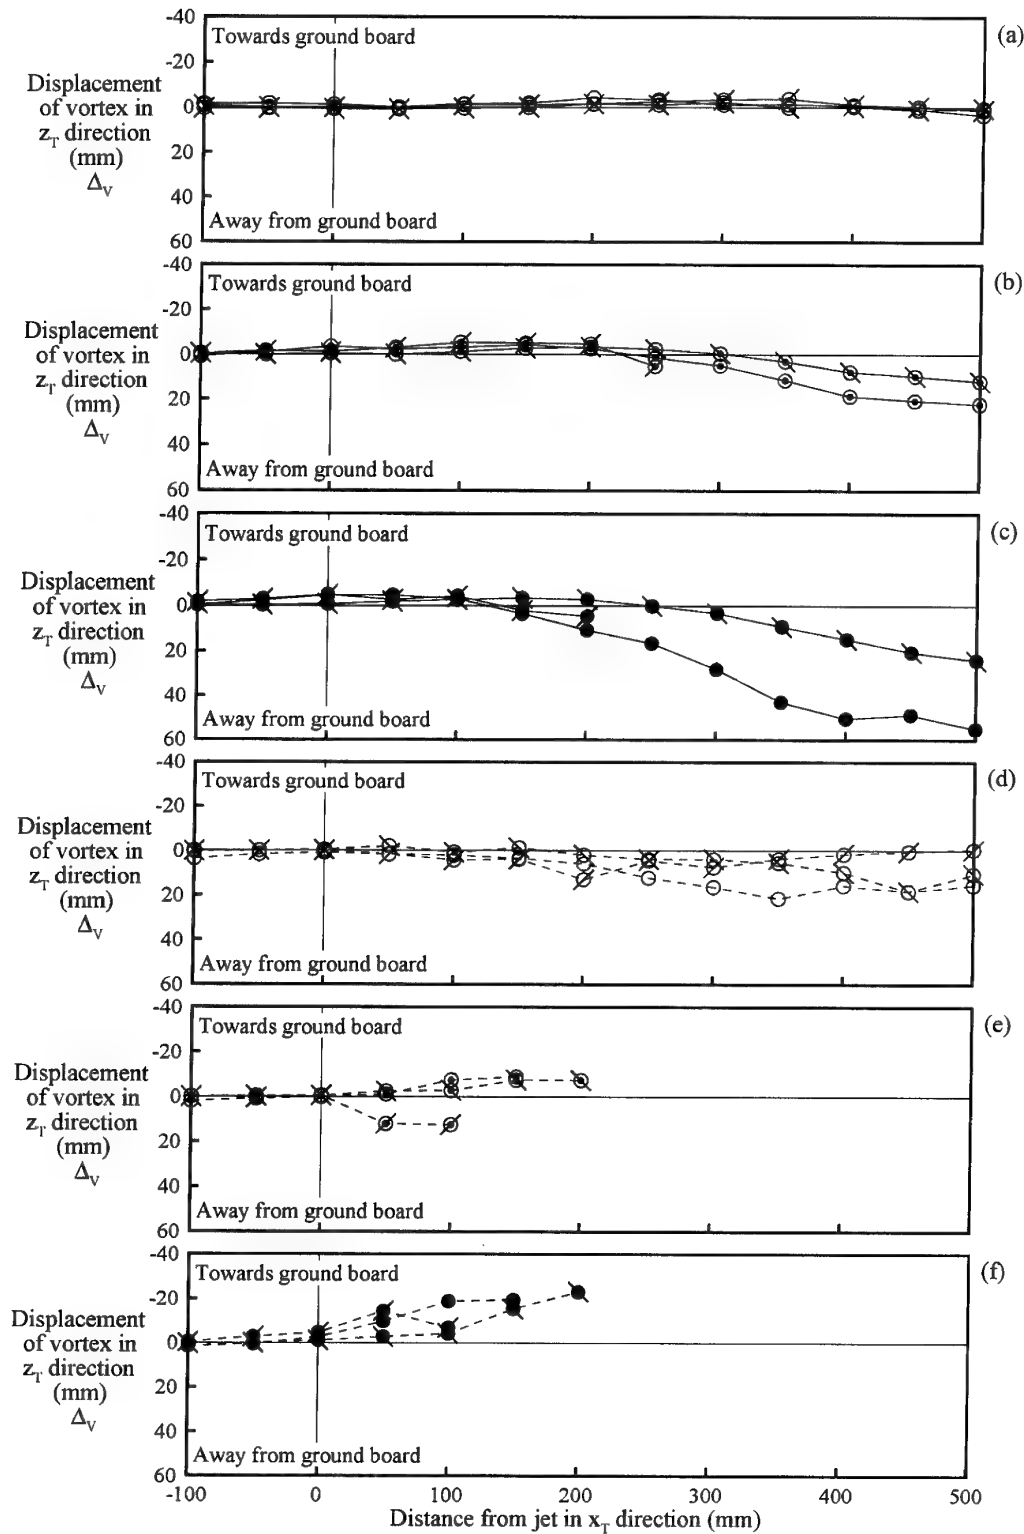 -40
Towards ground board
(a)
-20
Displacement
of vortex in
z_T direction
(mm)
Δ_V
0
20
40
Away from ground board
60
-40
Towards ground board
(b)
-20
Displacement
of vortex in
z_T direction
(mm)
Δ_V
0
20
40
Away from ground board
60
-40
Towards ground board
(c)
-20
Displacement
of vortex in
z_T direction
(mm)
Δ_V
0
20
40
Away from ground board
60
-40
Towards ground board
(d)
-20
Displacement
of vortex in
z_T direction
(mm)
Δ_V
0
20
40
Away from ground board
60
-40
Towards ground board
(e)
-20
Displacement
of vortex in
z_T direction
(mm)
Δ_V
0
20
40
Away from ground board
60
-40
Towards ground board
(f)
-20
Displacement
of vortex in
z_T direction
(mm)
Δ_V
0
20
40
Away from ground board
60
-100 0 100 200 300 400 500
Distance from jet in x_T direction (mm)